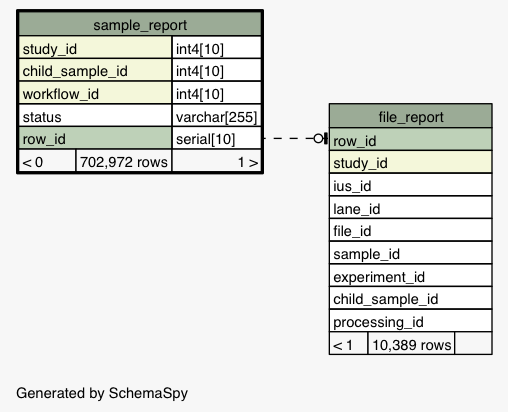 sample_report
study_id int4[10]
child_sample_id int4[10]
workflow_id int4[10]
status varchar[255]
row_id serial[10]
< 0 702,972 rows 1 >
file_report
row_id
study_id
ius_id
lane_id
file_id
sample_id
experiment_id
child_sample_id
processing_id
< 1 10,389 rows
Generated by SchemaSpy